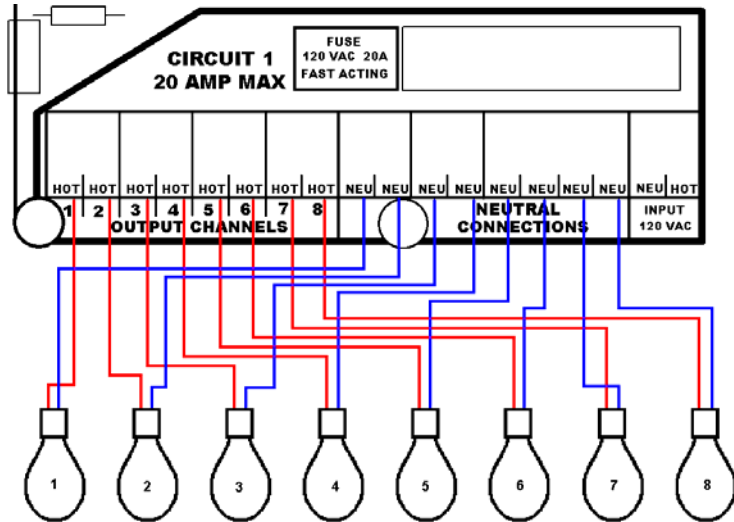 CIRCUIT 1
20 AMP MAX
FUSE
120 VAC 20A
FAST ACTING
HOT HOT HOT HOT HOT HOT HOT HOT NEU NEU NEU NEU NEU NEU NEU NEU NEU HOT
1 2 3 4 5 6 7 8
OUTPUT CHANNELS
NEUTRAL
CONNECTIONS
INPUT
120 VAC
1 2 3 4 5 6 7 8